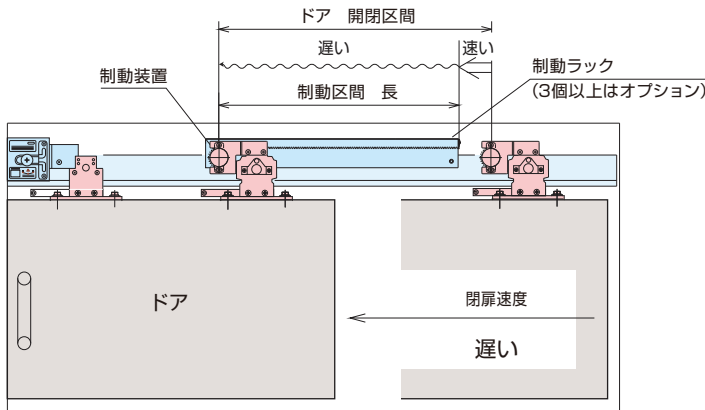 ドア 開閉区間
遅い
速い
制動装置
制動区間 長
制動ラック
(3個以上はオプション)
ドア
閉扉速度
遅い